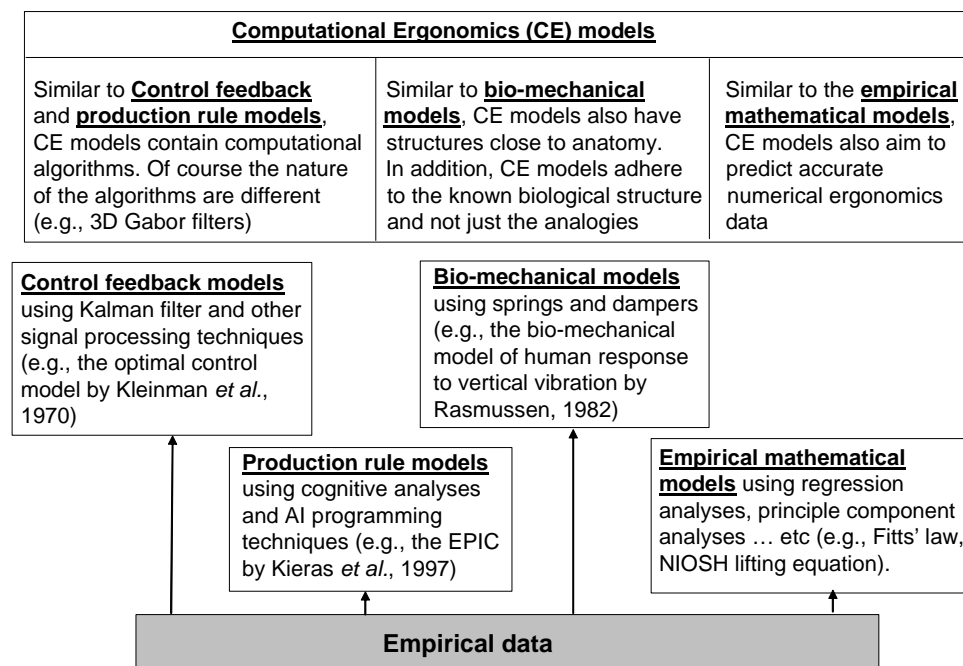 Computational Ergonomics (CE) models
Similar to Control feedback
and production rule models,
CE models contain computational
algorithms. Of course the nature
of the algorithms are different
(e.g., 3D Gabor filters)
Similar to bio-mechanical
models, CE models also have
structures close to anatomy.
In addition, CE models adhere
to the known biological structure
and not just the analogies
Similar to the empirical
mathematical models,
CE models also aim to
predict accurate
numerical ergonomics
data
Control feedback models
using Kalman filter and other
signal processing techniques
(e.g., the optimal control
model by Kleinman et al.,
1970)
Bio-mechanical models
using springs and dampers
(e.g., the bio-mechanical
model of human response
to vertical vibration by
Rasmussen, 1982)
Production rule models
using cognitive analyses
and AI programming
techniques (e.g., the EPIC
by Kieras et al., 1997)
Empirical mathematical
models using regression
analyses, principle component
analyses … etc (e.g., Fitts' law,
NIOSH lifting equation).
Empirical data